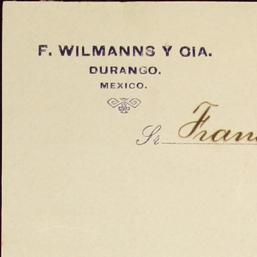 F. WILMANNS Y CIA.
DURANGO.
MEXICO.
Sr